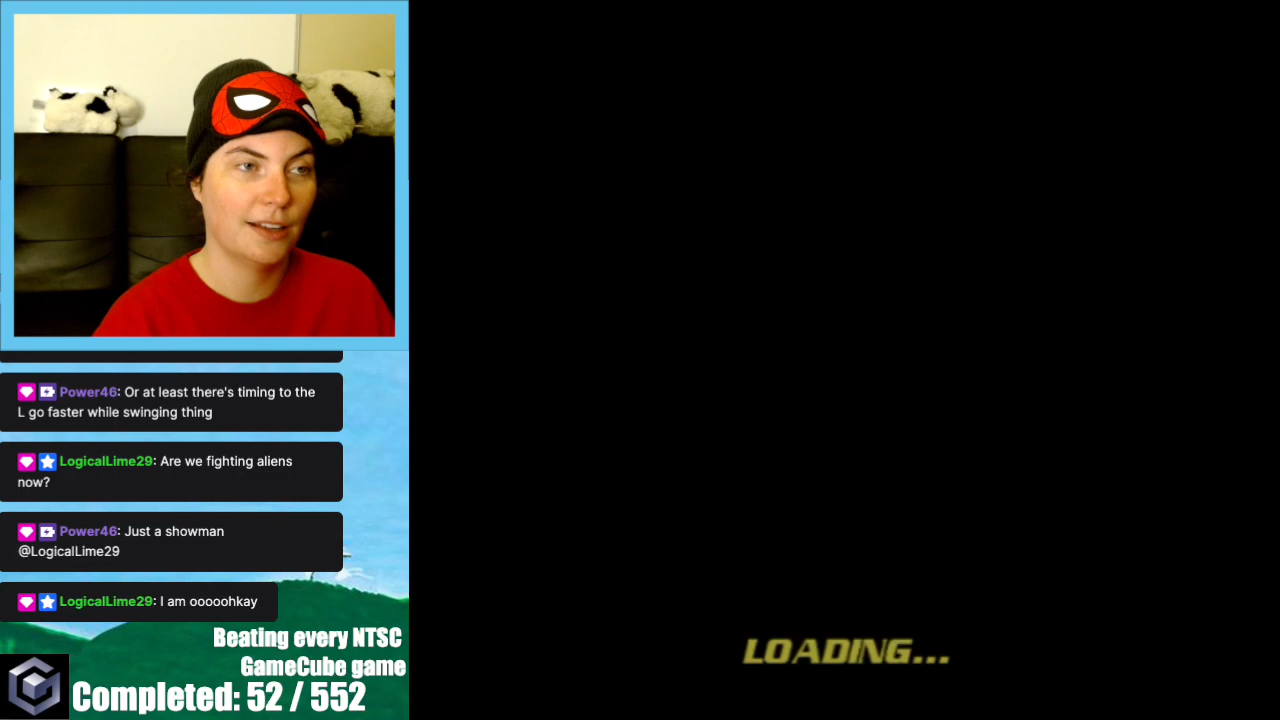 Power46: Or at least there's timing to the
L go faster while swinging thing
LogicalLime29: Are we fighting aliens
now?
Power46: Just a showman
@LogicalLime29
LogicalLime29: I am ooooohkay
Beating every NTSC
GameCube game
Completed: 52 / 552
LOADING...